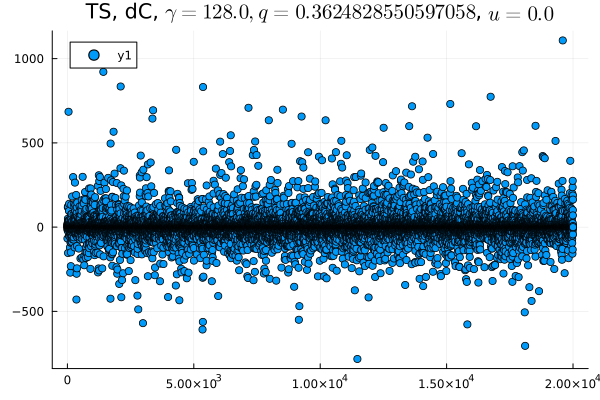 TS, dC, γ = 128.0, q = 0.3624828550597058, u = 0.0
y1
1000
500
0
−500
0 5.00×10³ 1.00×10⁴ 1.50×10⁴ 2.00×10⁴